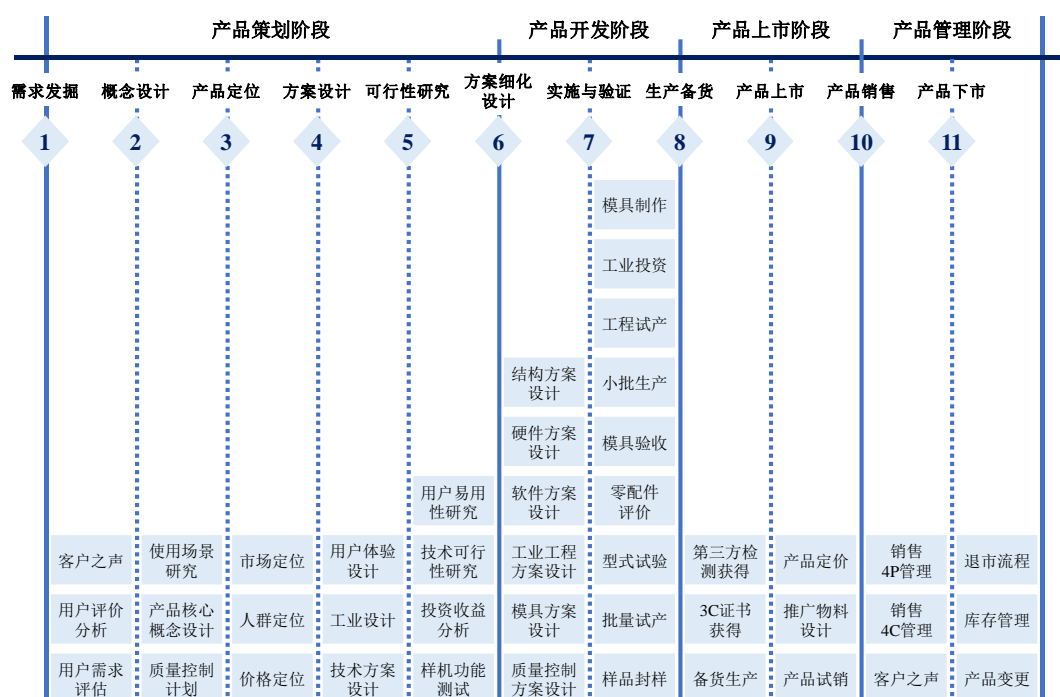 产品策划阶段
产品开发阶段
产品上市阶段
产品管理阶段
需求发掘
概念设计
产品定位
方案设计
可行性研究
方案细化
设计
实施与验证
生产备货
产品上市
产品销售
产品下市
1
2
3
4
5
6
7
8
9
10
11
模具制作
工业投资
工程试产
结构方案
设计
小批生产
硬件方案
设计
模具验收
用户易用
性研究
软件方案
设计
零配件
评价
客户之声
使用场景
研究
市场定位
用户体验
设计
技术可行
性研究
工业工程
方案设计
型式试验
第三方检
测获得
产品定价
销售
4P管理
退市流程
用户评价
分析
产品核心
概念设计
人群定位
工业设计
投资收益
分析
模具方案
设计
批量试产
3C证书
获得
推广物料
设计
销售
4C管理
库存管理
用户需求
评估
质量控制
计划
价格定位
技术方案
设计
样机功能
测试
质量控制
方案设计
样品封样
备货生产
产品试销
客户之声
产品变更